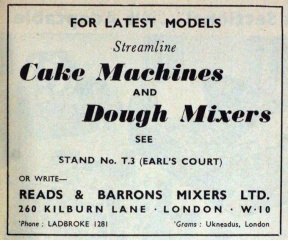 FOR LATEST MODELS
Streamline
Cake Machines
AND
Dough Mixers
SEE
STAND No. T.3 (EARL'S COURT)
OR WRITE—
READS & BARRONS MIXERS LTD.
260 KILBURN LANE · LONDON · W·10
'Phone : LADBROKE 1281 'Grams : Ukneadus, London